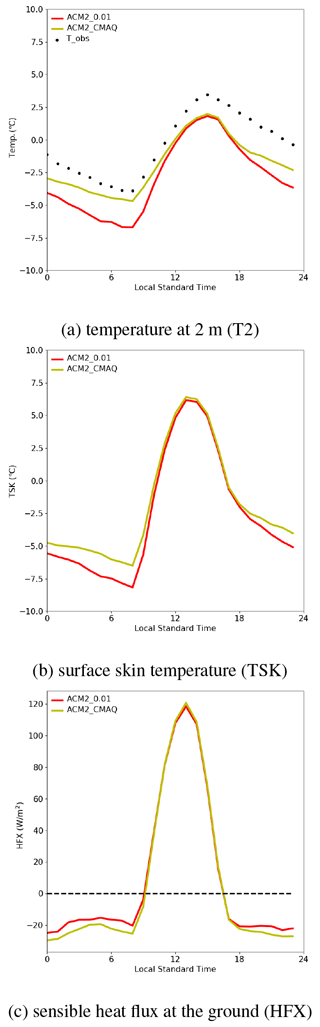 10.0
7.5
5.0
2.5
0.0
−2.5
−5.0
−7.5
−10.0
Temp. (°C)
ACM2_0.01
ACM2_CMAQ
T_obs
0 6 12 18 24
Local Standard Time
(a) temperature at 2 m (T2)
10.0
7.5
5.0
2.5
0.0
−2.5
−5.0
−7.5
−10.0
TSK (°C)
ACM2_0.01
ACM2_CMAQ
0 6 12 18 24
Local Standard Time
(b) surface skin temperature (TSK)
120
100
80
60
40
20
0
−20
HFX (W/m²)
ACM2_0.01
ACM2_CMAQ
0 6 12 18 24
Local Standard Time
(c) sensible heat flux at the ground (HFX)